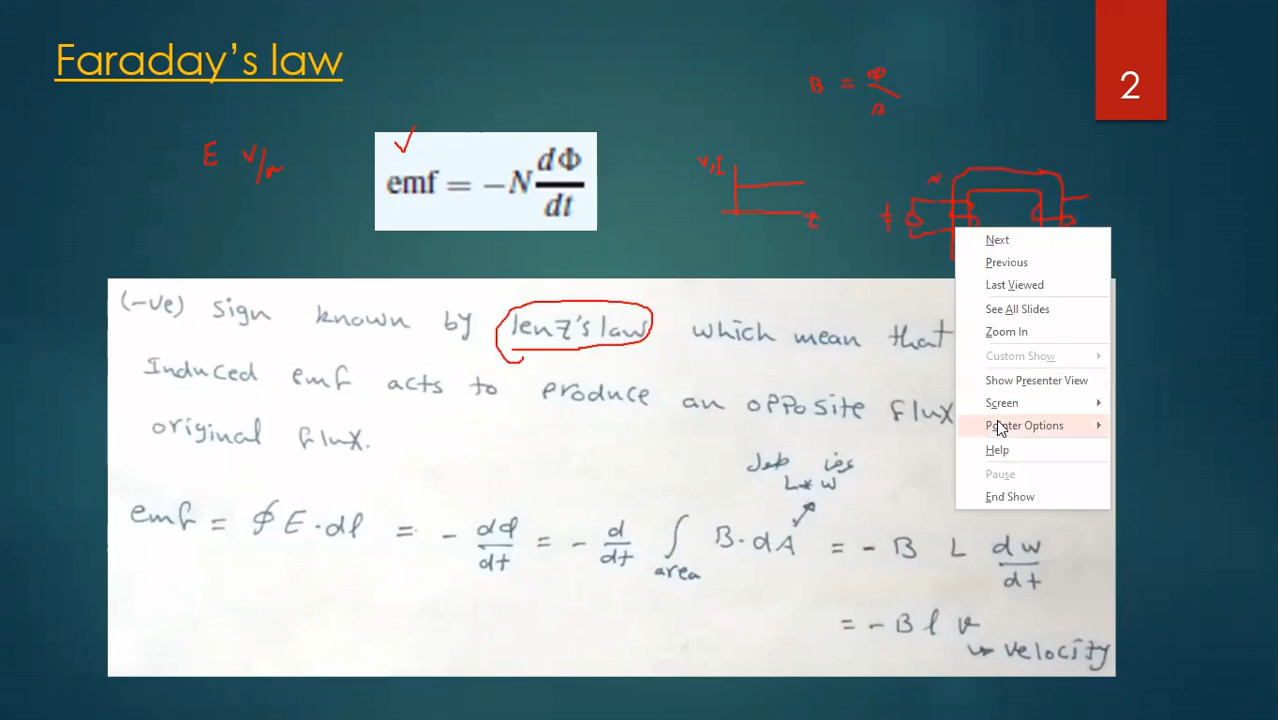 Faraday's law
2
B = Φ/A
E V/m
emf = −N dΦ/dt
V,I
t
N
Next
Previous
Last Viewed
See All Slides
Zoom In
Custom Show
Show Presenter View
Screen
Pointer Options
Help
Pause
End Show
(-ve) sign known by lenz's law which mean that
Induced emf acts to produce an opposite flux
original flux.
طول عرض
L * w
emf = ∮ E . dl = - dΦ/dt = - d/dt ∫area B . dA = - B L dw/dt
= - B l v
velocity